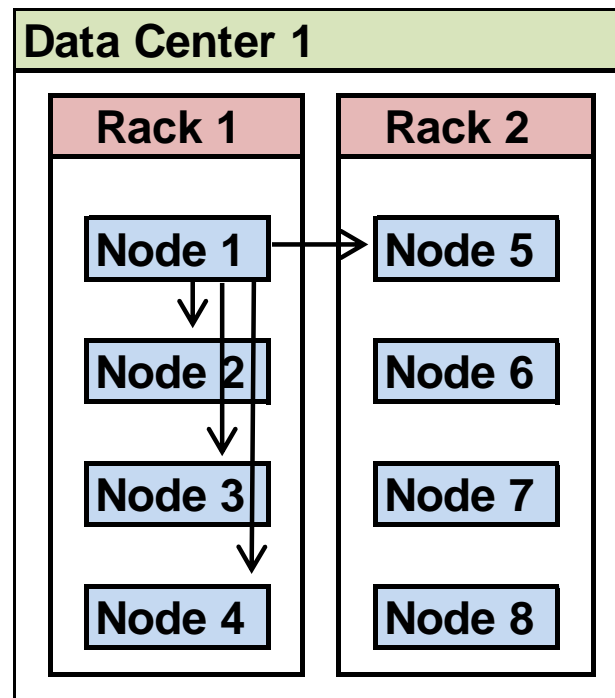 Data Center 1
Rack 1
Node 1
Node 2
Node 3
Node 4
Rack 2
Node 5
Node 6
Node 7
Node 8